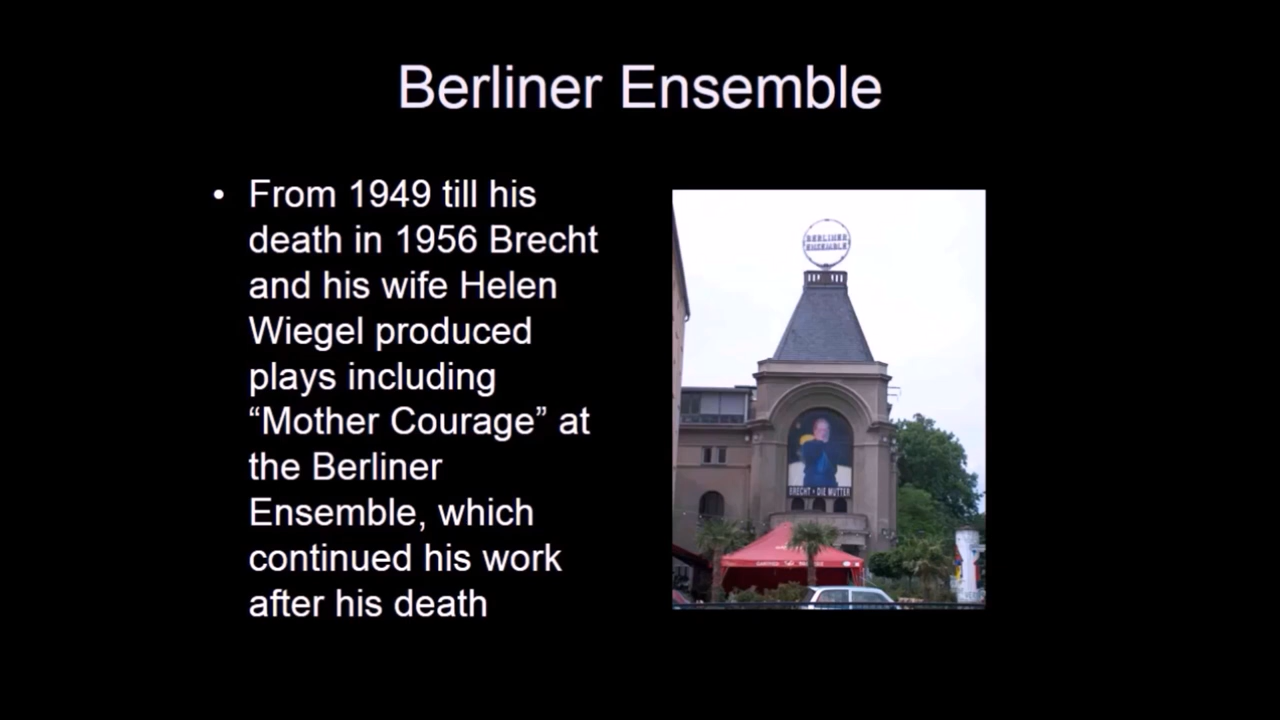 Berliner Ensemble
• From 1949 till his
death in 1956 Brecht
and his wife Helen
Wiegel produced
plays including
“Mother Courage” at
the Berliner
Ensemble, which
continued his work
after his death
BERLINER
ENSEMBLE
BRECHT • DIE MUTTER